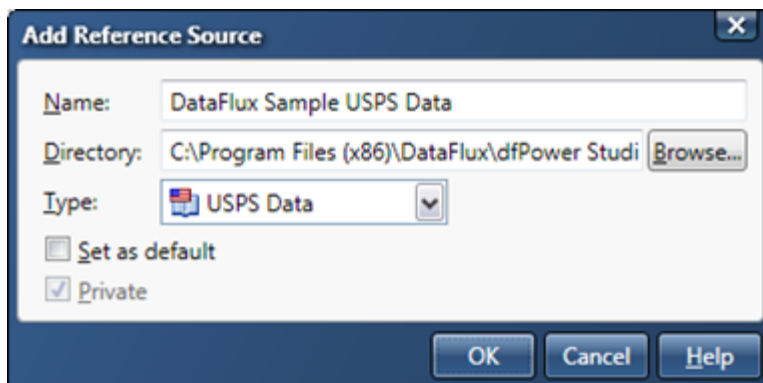 Add Reference Source
Name: DataFlux Sample USPS Data
Directory: C:\Program Files (x86)\DataFlux\dfPower Studi Browse...
Type: USPS Data
Set as default
Private
OK Cancel Help